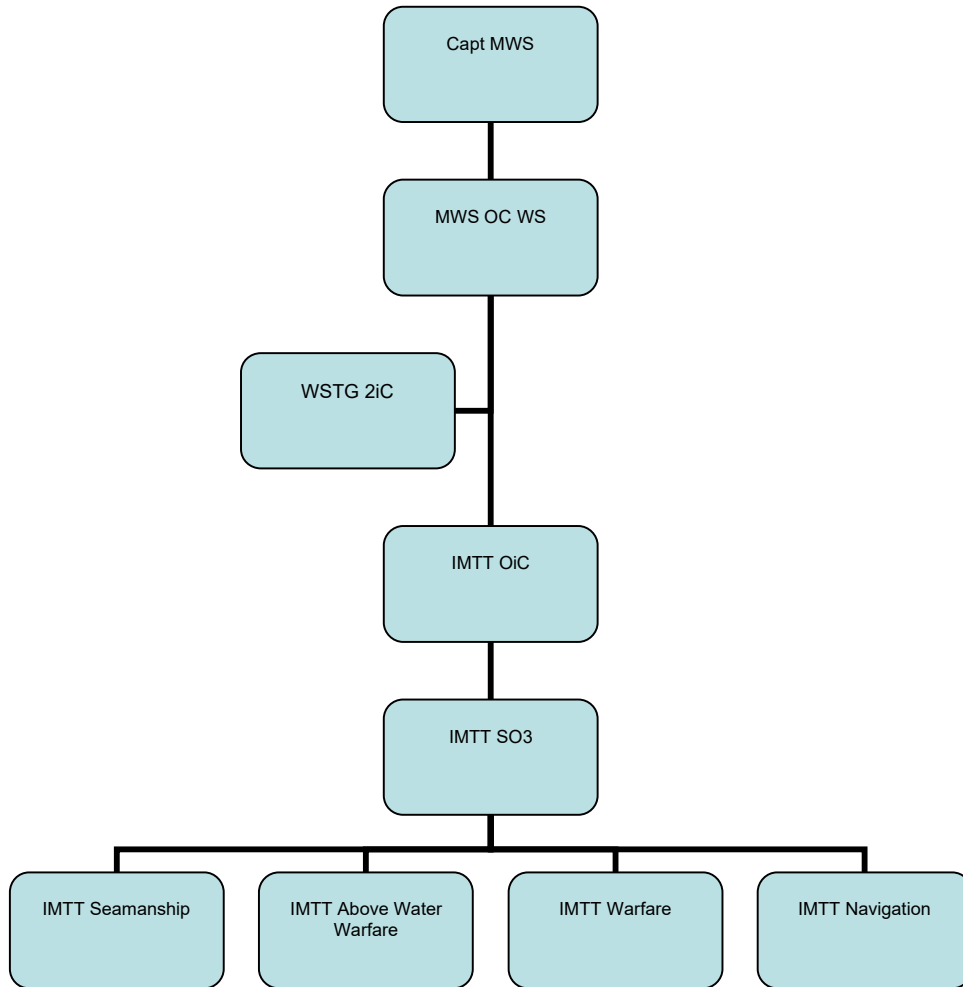 Capt MWS
MWS OC WS
WSTG 2iC
IMTT OiC
IMTT SO3
IMTT Seamanship
IMTT Above Water
Warfare
IMTT Warfare
IMTT Navigation